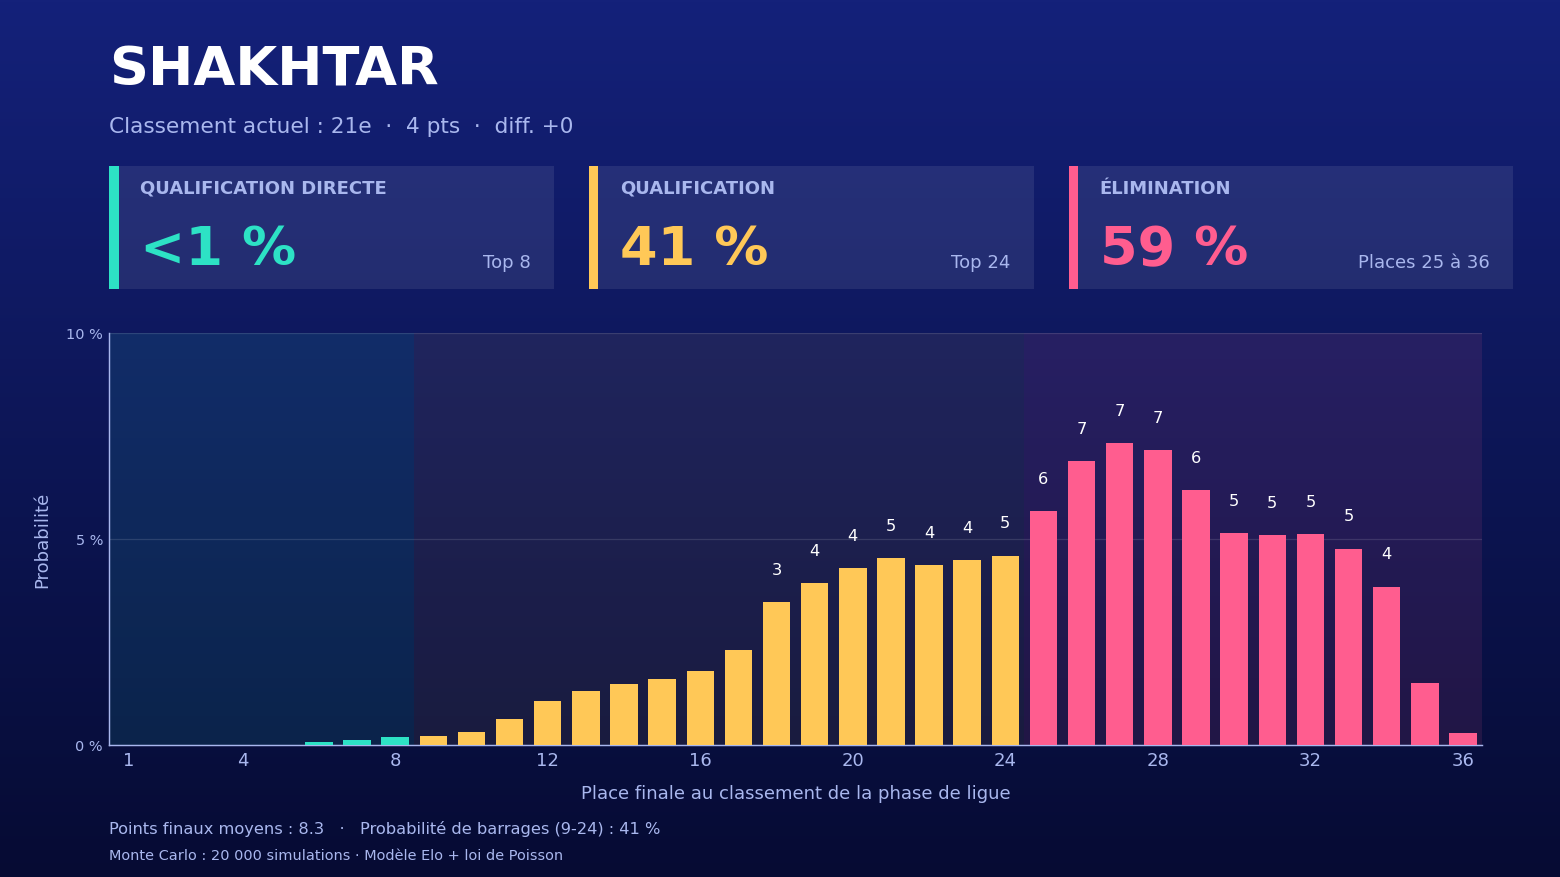 SHAKHTAR
Classement actuel : 21e · 4 pts · diff. +0
QUALIFICATION DIRECTE
<1 %
Top 8
QUALIFICATION
41 %
Top 24
ÉLIMINATION
59 %
Places 25 à 36
10 %
5 %
0 %
Probabilité
3 4 4 5 4 4 5 6 7 7 7 6 5 5 5 5 4
1 4 8 12 16 20 24 28 32 36
Place finale au classement de la phase de ligue
Points finaux moyens : 8.3 · Probabilité de barrages (9-24) : 41 %
Monte Carlo : 20 000 simulations · Modèle Elo + loi de Poisson